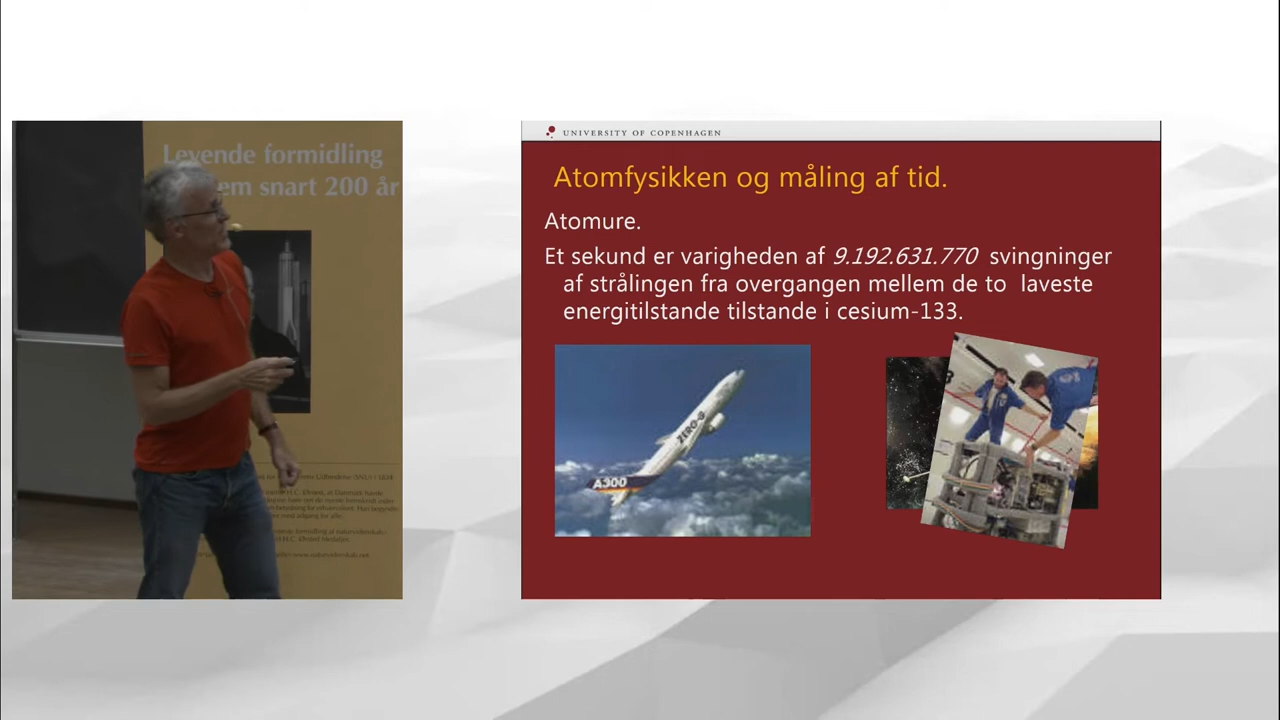 Levende formidling
em snart 200 år
UNIVERSITY OF COPENHAGEN
Atomfysikken og måling af tid.
Atomure.
Et sekund er varigheden af 9.192.631.770 svingninger
af strålingen fra overgangen mellem de to laveste
energitilstande tilstande i cesium-133.
ZERO-G
A300